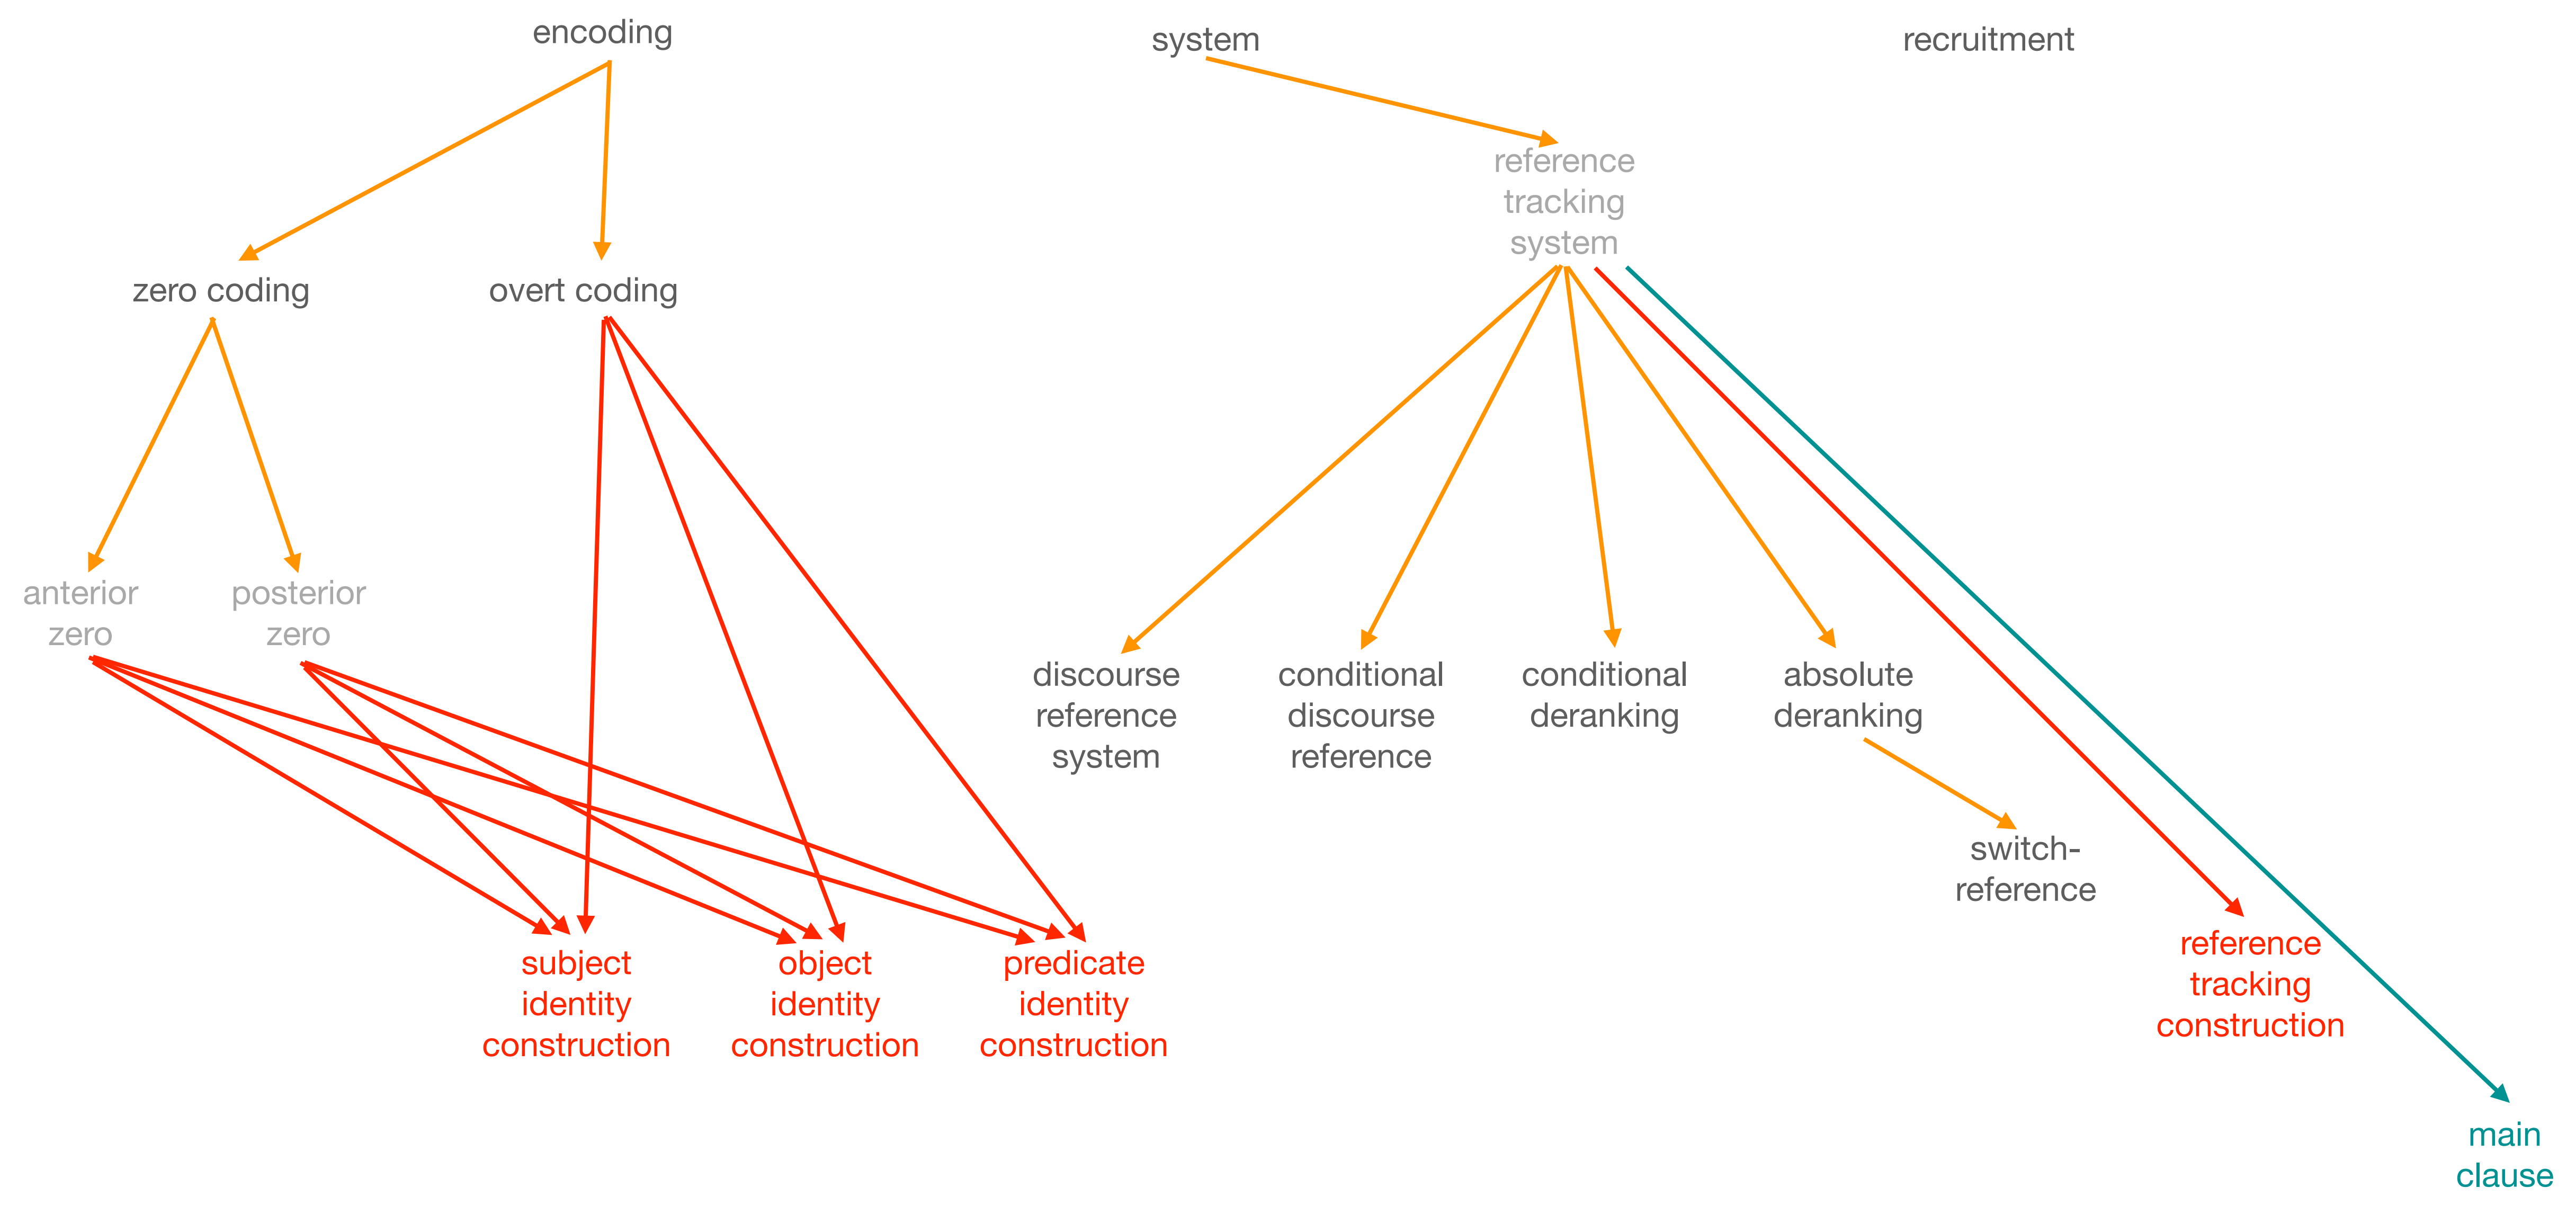 encoding
system
recruitment
reference
tracking
system
zero coding
overt coding
anterior
zero
posterior
zero
discourse
reference
system
conditional
discourse
reference
conditional
deranking
absolute
deranking
switch-
reference
subject
identity
construction
object
identity
construction
predicate
identity
construction
reference
tracking
construction
main
clause